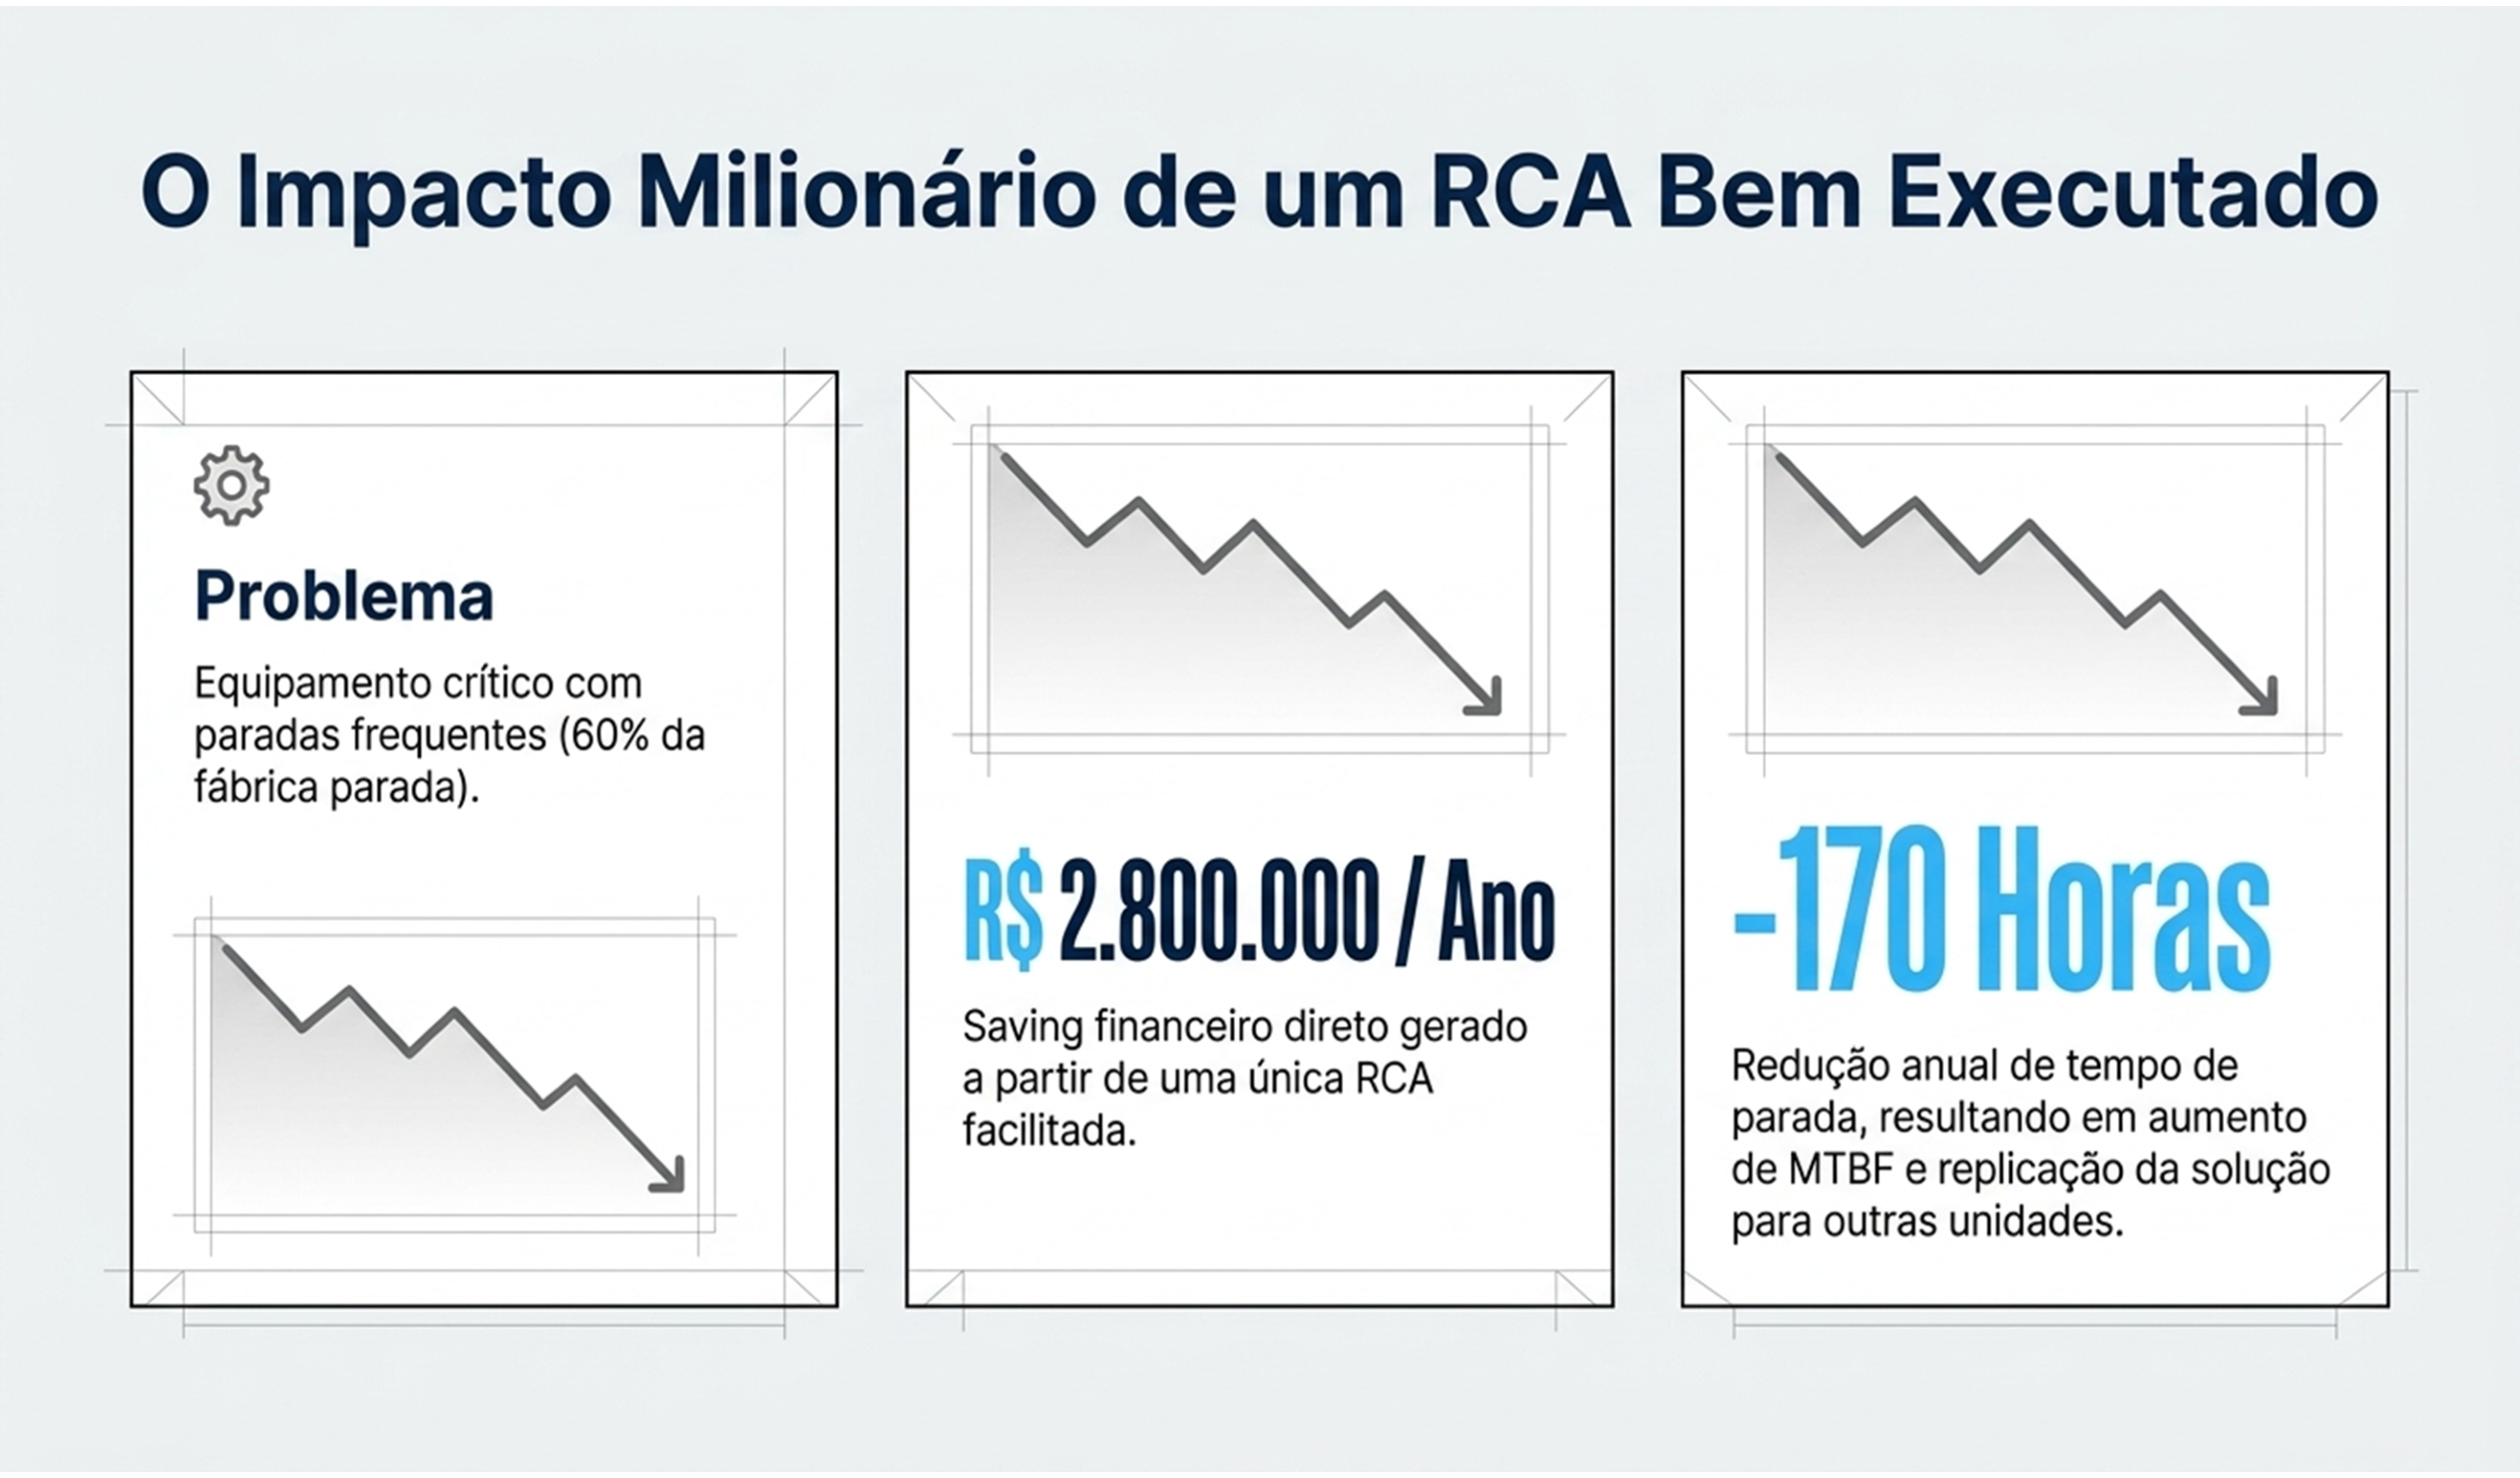 O Impacto Milionário de um RCA Bem Executado
Problema
Equipamento crítico com
paradas frequentes (60% da
fábrica parada).
R$ 2.800.000 / Ano
Saving financeiro direto gerado
a partir de uma única RCA
facilitada.
-170 Horas
Redução anual de tempo de
parada, resultando em aumento
de MTBF e replicação da solução
para outras unidades.